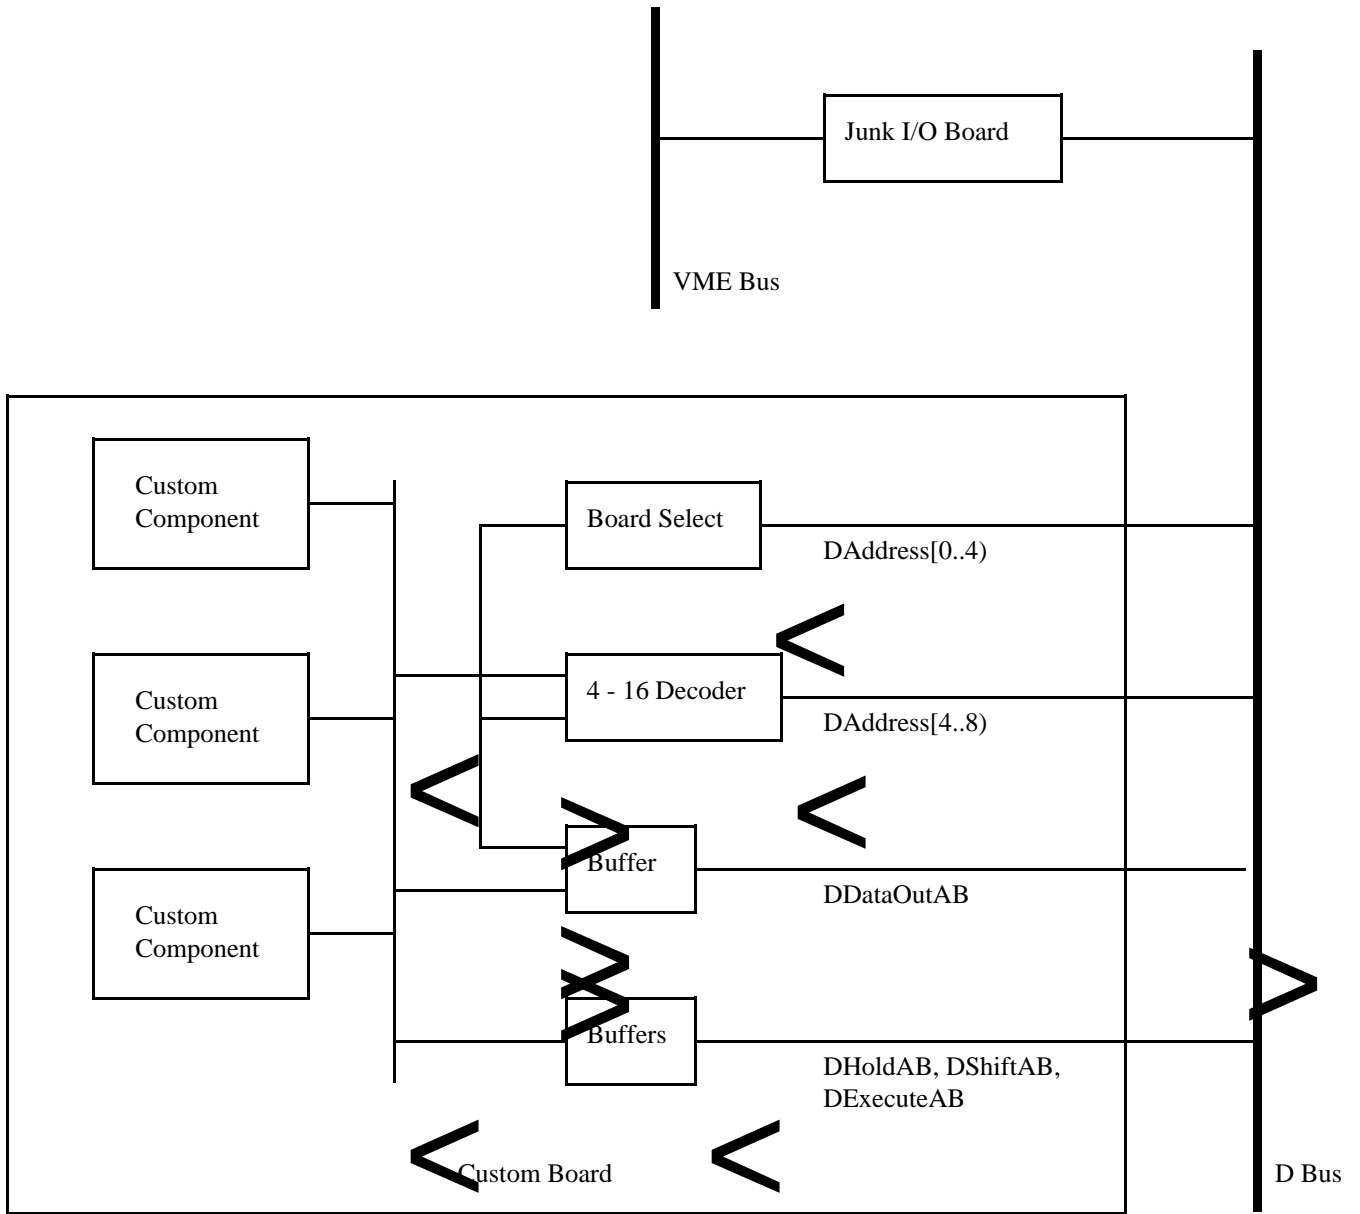 Junk I/O Board
VME Bus
Custom
Component
Board Select
DAddress[0..4)
<
4 - 16 Decoder
Custom
Component
DAddress[4..8)
<
>
<
Buffer
DDataOutAB
Custom
Component
>
>
>
Buffers
DHoldAB, DShiftAB,
DExecuteAB
<
<
Custom Board
D Bus